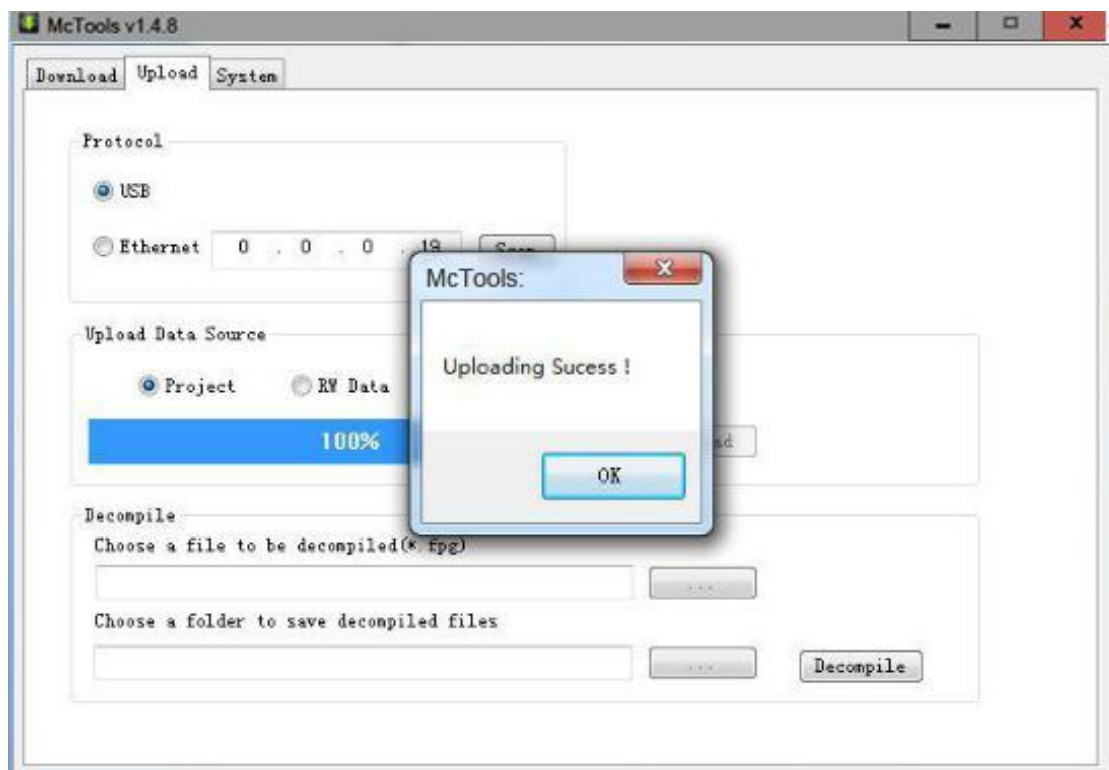 McTools v1.4.8
Download Upload System
Protocol
USB
Ethernet 0 . 0 . 0 . 19
McTools:
Uploading Sucess !
OK
Upload Data Source
Project RW Data
100%
Decompile
Choose a file to be decompiled(*.fpg)
...
Choose a folder to save decompiled files
...
Decompile